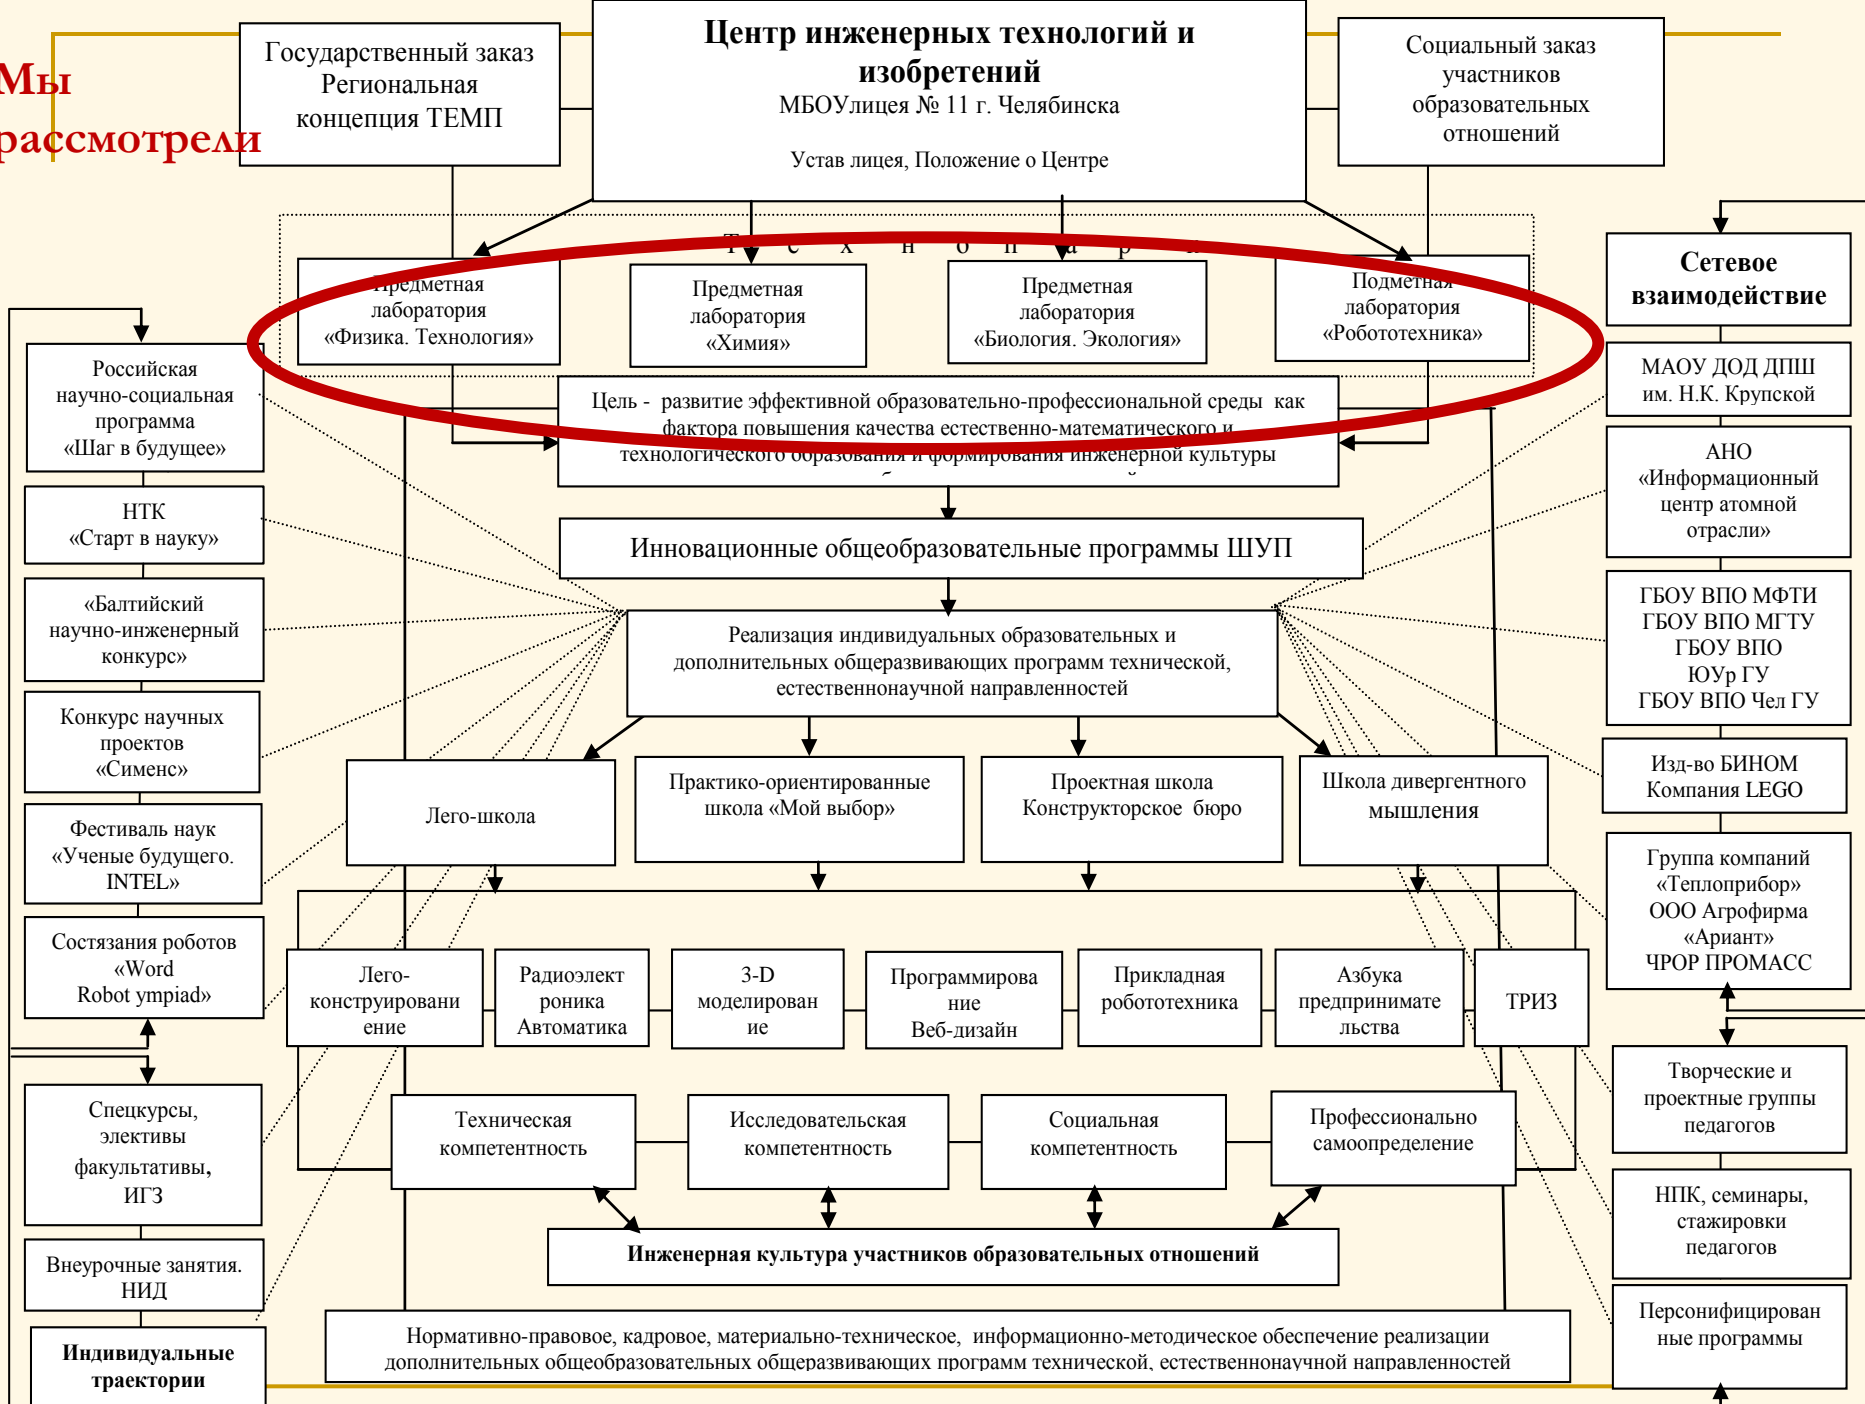 Мы
рассмотрели
Государственный заказ
Региональная
концепция ТЕМП
Центр инженерных технологий и
изобретений
МБОУлицея № 11 г. Челябинска
Устав лицея, Положение о Центре
Социальный заказ
участников
образовательных
отношений
Т е х н о п а р к
Предметная
лаборатория
«Физика. Технология»
Предметная
лаборатория
«Химия»
Предметная
лаборатория
«Биология. Экология»
Подметная
лаборатория
«Робототехника»
Цель - развитие эффективной образовательно-профессиональной среды как
фактора повышения качества естественно-математического и
технологического образования и формирования инженерной культуры
Инновационные общеобразовательные программы ШУП
Реализация индивидуальных образовательных и
дополнительных общеразвивающих программ технической,
естественнонаучной направленностей
Лего-школа
Практико-ориентированные
школа «Мой выбор»
Проектная школа
Конструкторское бюро
Школа дивергентного
мышления
Лего-
конструировани
ение
Радиоэлект
роника
Автоматика
3-D
моделирован
ие
Программирова
ние
Веб-дизайн
Прикладная
робототехника
Азбука
предпринимате
льства
ТРИЗ
Техническая
компетентность
Исследовательская
компетентность
Социальная
компетентность
Профессионально
самоопределение
Инженерная культура участников образовательных отношений
Нормативно-правовое, кадровое, материально-техническое, информационно-методическое обеспечение реализации
дополнительных общеобразовательных общеразвивающих программ технической, естественнонаучной направленностей
Российская
научно-социальная
программа
«Шаг в будущее»
НТК
«Старт в науку»
«Балтийский
научно-инженерный
конкурс»
Конкурс научных
проектов
«Сименс»
Фестиваль наук
«Ученые будущего.
INTEL»
Состязания роботов
«Word
Robot ympiad»
Спецкурсы,
элективы
факультативы,
ИГЗ
Внеурочные занятия.
НИД
Индивидуальные
траектории
Сетевое
взаимодействие
МАОУ ДОД ДПШ
им. Н.К. Крупской
АНО
«Информационный
центр атомной
отрасли»
ГБОУ ВПО МФТИ
ГБОУ ВПО МГТУ
ГБОУ ВПО
ЮУр ГУ
ГБОУ ВПО Чел ГУ
Изд-во БИНОМ
Компания LEGO
Группа компаний
«Теплоприбор»
ООО Агрофирма
«Ариант»
ЧРОР ПРОМАСС
Творческие и
проектные группы
педагогов
НПК, семинары,
стажировки
педагогов
Персонифицирован
ные программы